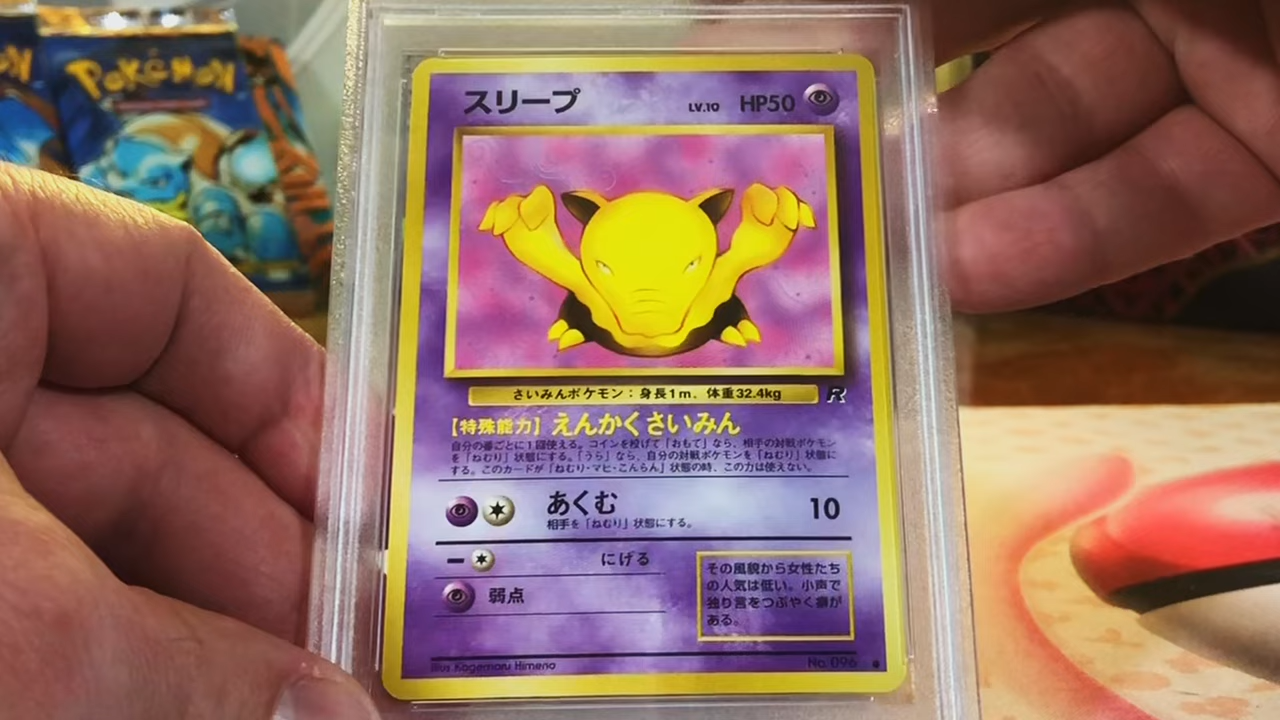 Pokémon
スリープ LV.10 HP50
さいみんポケモン：身長1m、体重32.4kg
R
【特殊能力】えんかくさいみん
自分の番ごとに1回使える。コインを投げて「おもて」なら、相手の対戦ポケモン
を「ねむり」状態にする。「うら」なら、自分の対戦ポケモンを「ねむり」状態に
する。このカードが「ねむり・マヒ・こんらん」状態の時、この力は使えない。
あくむ 10
相手を「ねむり」状態にする。
にげる
弱点
その風貌から女性たち
の人気は低い。小声で
独り言をつぶやく癖が
ある。
Illus Kagemaru Himeno No.096